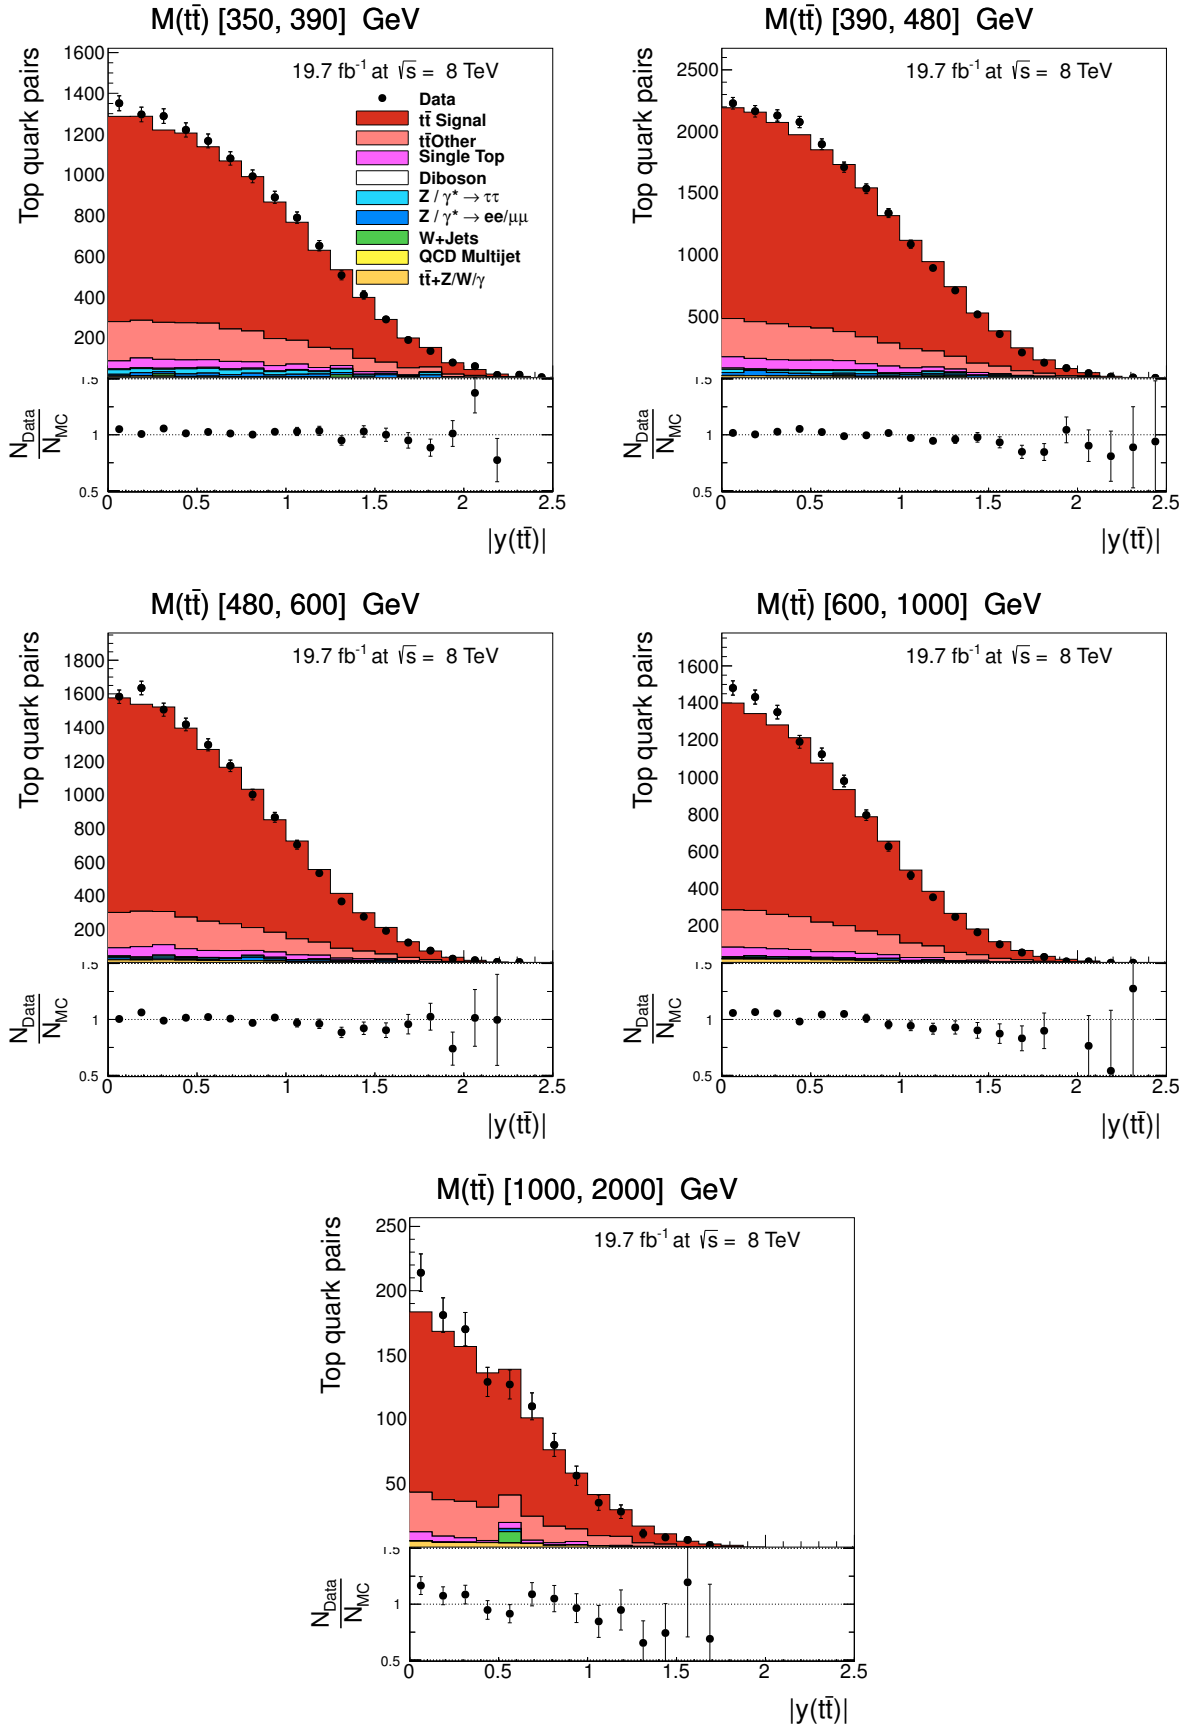 M(tt̄) [350, 390] GeV
Top quark pairs
19.7 fb⁻¹ at √s = 8 TeV
1600
1400
1200
1000
800
600
400
200
Data
tt̄ Signal
tt̄Other
Single Top
Diboson
Z / γ* → ττ
Z / γ* → ee/μμ
W+Jets
QCD Multijet
tt̄+Z/W/γ
N_Data
N_MC
1.5
1
0.5
0 0.5 1 1.5 2 2.5
|y(tt̄)|
M(tt̄) [390, 480] GeV
Top quark pairs
19.7 fb⁻¹ at √s = 8 TeV
2500
2000
1500
1000
500
N_Data
N_MC
1.5
1
0.5
0 0.5 1 1.5 2 2.5
|y(tt̄)|
M(tt̄) [480, 600] GeV
Top quark pairs
19.7 fb⁻¹ at √s = 8 TeV
1800
1600
1400
1200
1000
800
600
400
200
N_Data
N_MC
1.5
1
0.5
0 0.5 1 1.5 2 2.5
|y(tt̄)|
M(tt̄) [600, 1000] GeV
Top quark pairs
19.7 fb⁻¹ at √s = 8 TeV
1600
1400
1200
1000
800
600
400
200
N_Data
N_MC
1.5
1
0.5
0 0.5 1 1.5 2 2.5
|y(tt̄)|
M(tt̄) [1000, 2000] GeV
Top quark pairs
19.7 fb⁻¹ at √s = 8 TeV
250
200
150
100
50
N_Data
N_MC
1.5
1
0.5
0 0.5 1 1.5 2 2.5
|y(tt̄)|